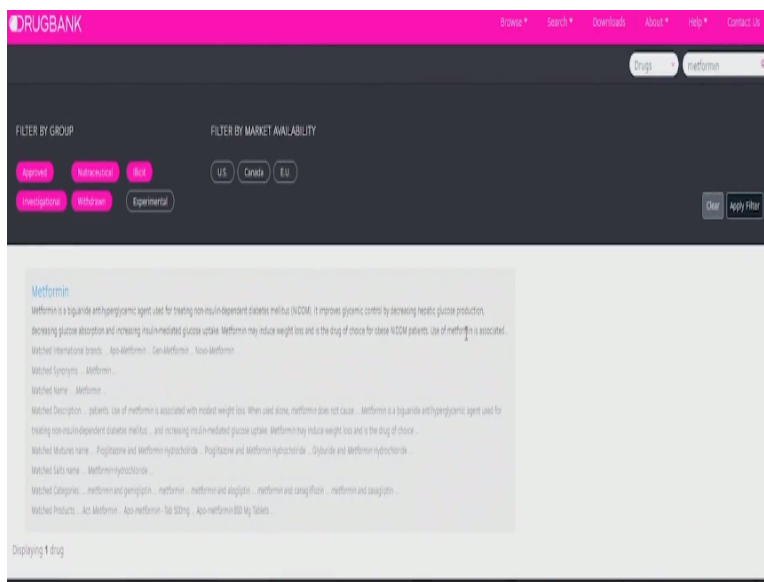 DRUGBANK
Browse Search Downloads About Help Contact Us
Drugs metformin
FILTER BY GROUP FILTER BY MARKET AVAILABILITY
Approved Nutraceutical Illicit U.S. Canada E.U.
Investigational Withdrawn Experimental
Clear Apply Filter
Metformin
Metformin is a biguanide antihyperglycemic agent used for treating non-insulin-dependent diabetes mellitus (NIDDM). It improves glycemic control by decreasing hepatic glucose production,
decreasing glucose absorption and increasing insulin-mediated glucose uptake. Metformin may induce weight loss and is the drug of choice for obese NIDDM patients. Use of metformin is associated...
Matched International brands ... Apo-Metformin ... Gen-Metformin ... Novo-Metformin
Matched Synonyms ... Metformin ...
Matched Name ... Metformin ...
Matched Description ... patients. Use of metformin is associated with modest weight loss. When used alone, metformin does not cause ... Metformin is a biguanide antihyperglycemic agent used for
treating non-insulin-dependent diabetes mellitus ... and increasing insulin-mediated glucose uptake. Metformin may induce weight loss and is the drug of choice ...
Matched Mixtures name ... Pioglitazone and Metformin Hydrochloride ... Pioglitazone and Metformin Hydrochloride ... Glyburide and Metformin Hydrochloride ...
Matched Salts name ... Metformin hydrochloride ...
Matched Categories ... metformin and gemigliptin ... metformin ... metformin and alogliptin ... metformin and canagliflozin ... metformin and saxagliptin ...
Matched Products ... Act Metformin ... Apo-metformin - Tab 500mg ... Apo-metformin 850 Mg Tablets ...
Displaying 1 drug